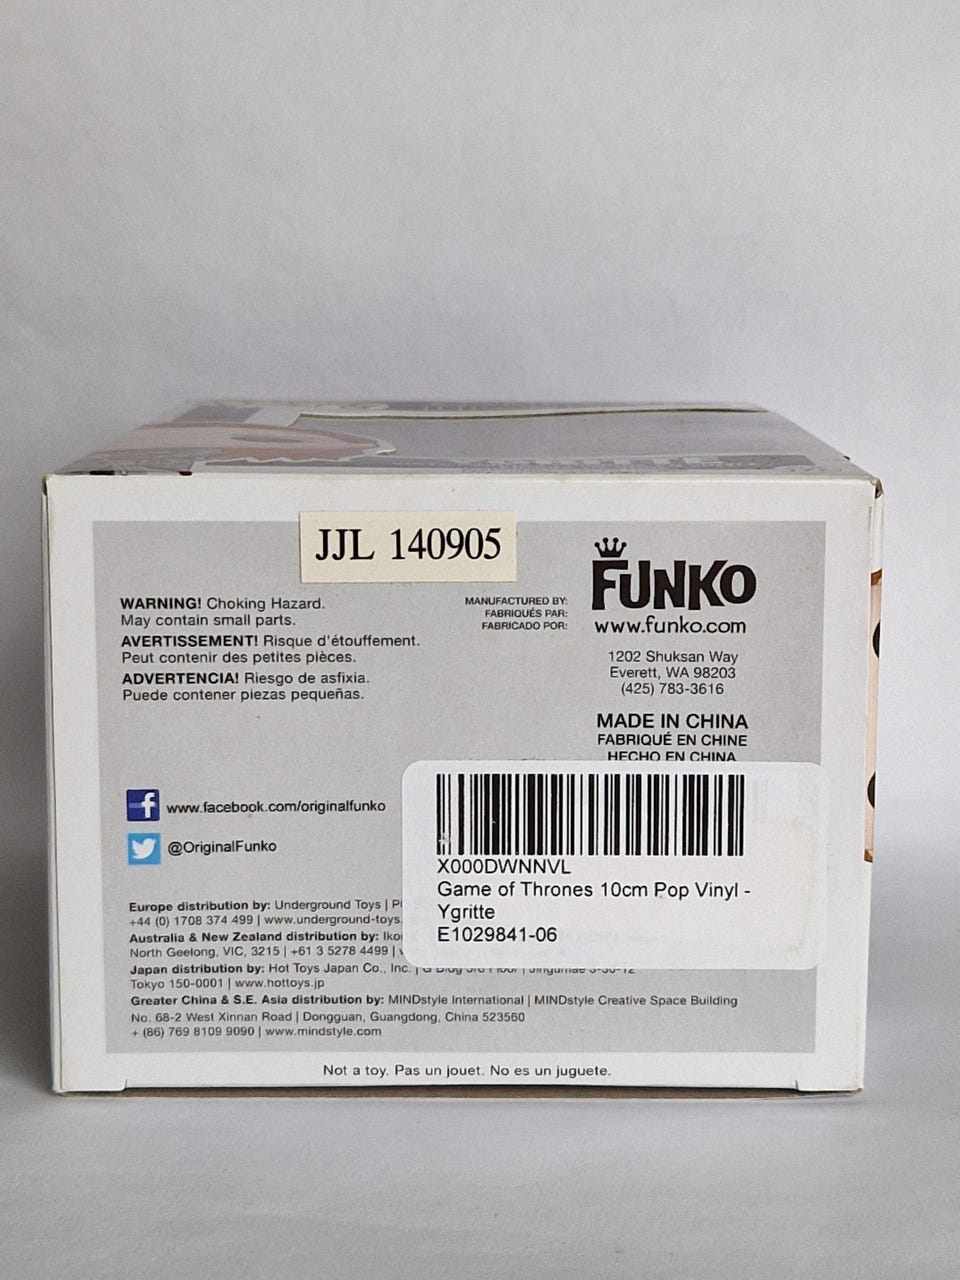 JJL 140905
WARNING! Choking Hazard.
May contain small parts.
AVERTISSEMENT! Risque d'étouffement.
Peut contenir des petites pièces.
ADVERTENCIA! Riesgo de asfixia.
Puede contener piezas pequeñas.
MANUFACTURED BY:
FABRIQUÉS PAR:
FABRICADO POR:
FUNKO
www.funko.com
1202 Shuksan Way
Everett, WA 98203
(425) 783-3616
MADE IN CHINA
FABRIQUÉ EN CHINE
HECHO EN CHINA
f www.facebook.com/originalfunko
@OriginalFunko
X000DWNNVL
Game of Thrones 10cm Pop Vinyl -
Ygritte
E1029841-06
Europe distribution by: Underground Toys |
+44 (0) 1708 374 499 | www.underground-toys.
Australia & New Zealand distribution by:
North Geelong, VIC, 3215 | +61 3 5278 4499 |
Japan distribution by: Hot Toys Japan Co., Inc. |
Tokyo 150-0001 | www.hottoys.jp
Greater China & S.E. Asia distribution by: MINDstyle International | MINDstyle Creative Space Building
No. 68-2 West Xinnan Road | Dongguan, Guangdong, China 523560
+ (86) 769 8109 9090 | www.mindstyle.com
Not a toy. Pas un jouet. No es un juguete.